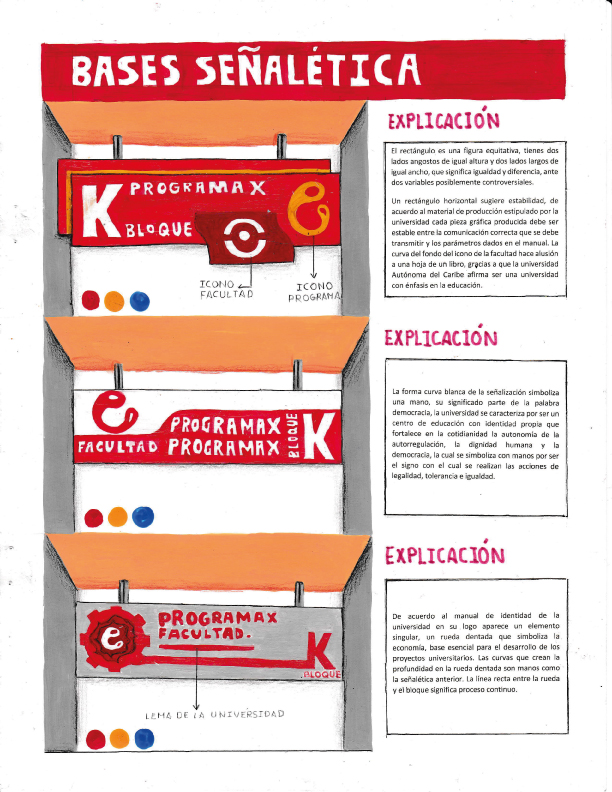 BASES SEÑALÉTICA
EXPLICACIÓN
El rectángulo es una figura equitativa, tienes dos
lados angostos de igual altura y dos lados largos de
igual ancho, que significa igualdad y diferencia, ante
dos variables posiblemente controversiales.
Un rectángulo horizontal sugiere estabilidad, de
acuerdo al material de producción estipulado por la
universidad cada pieza gráfica producida debe ser
estable entre la comunicación correcta que se debe
transmitir y los parámetros dados en el manual. La
curva del fondo del icono de la facultad hace alusión
a una hoja de un libro, gracias a que la universidad
Autónoma del Caribe afirma ser una universidad
con énfasis en la educación.
K PROGRAMAX e
BLOQUE
ICONO
FACULTAD
ICONO
PROGRAMA
EXPLICACIÓN
La forma curva blanca de la señalización simboliza
una mano, su significado parte de la palabra
democracia, la universidad se caracteriza por ser un
centro de educación con identidad propia que
fortalece en la cotidianidad la autonomía de la
autorregulación, la dignidad humana y la
democracia, la cual se simboliza con manos por ser
el signo con el cual se realizan las acciones de
legalidad, tolerancia e igualdad.
e
PROGRAMAX
FACULTAD PROGRAMAX
BLOQUE
K
EXPLICACIÓN
De acuerdo al manual de identidad de la
universidad en su logo aparece un elemento
singular, un rueda dentada que simboliza la
economía, base esencial para el desarrollo de los
proyectos universitarios. Las curvas que crean la
profundidad en la rueda dentada son manos como
la señalética anterior. La línea recta entre la rueda
y el bloque significa proceso continuo.
e
PROGRAMAX
FACULTAD.
K
BLOQUE
LEMA DE LA UNIVERSIDAD